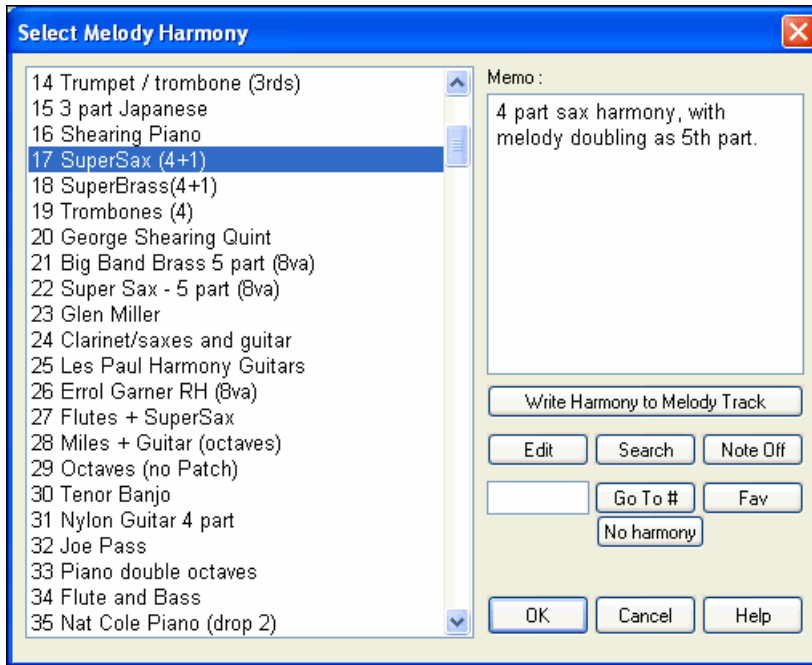 Select Melody Harmony
14 Trumpet / trombone (3rds)
15 3 part Japanese
16 Shearing Piano
17 SuperSax (4+1)
18 SuperBrass(4+1)
19 Trombones (4)
20 George Shearing Quint
21 Big Band Brass 5 part (8va)
22 Super Sax - 5 part (8va)
23 Glen Miller
24 Clarinet/saxes and guitar
25 Les Paul Harmony Guitars
26 Errol Garner RH (8va)
27 Flutes + SuperSax
28 Miles + Guitar (octaves)
29 Octaves (no Patch)
30 Tenor Banjo
31 Nylon Guitar 4 part
32 Joe Pass
33 Piano double octaves
34 Flute and Bass
35 Nat Cole Piano (drop 2)
Memo :
4 part sax harmony, with
melody doubling as 5th part.
Write Harmony to Melody Track
Edit Search Note Off
Go To # Fav
No harmony
OK Cancel Help